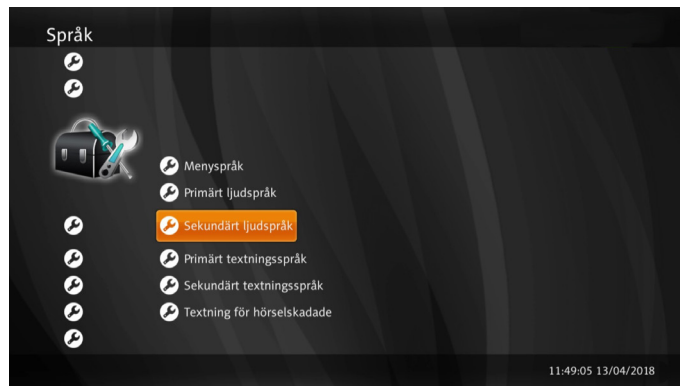 Språk
Menyspråk
Primärt ljudspråk
Sekundärt ljudspråk
Primärt textningsspråk
Sekundärt textningsspråk
Textning för hörselskadade
11:49:05 13/04/2018